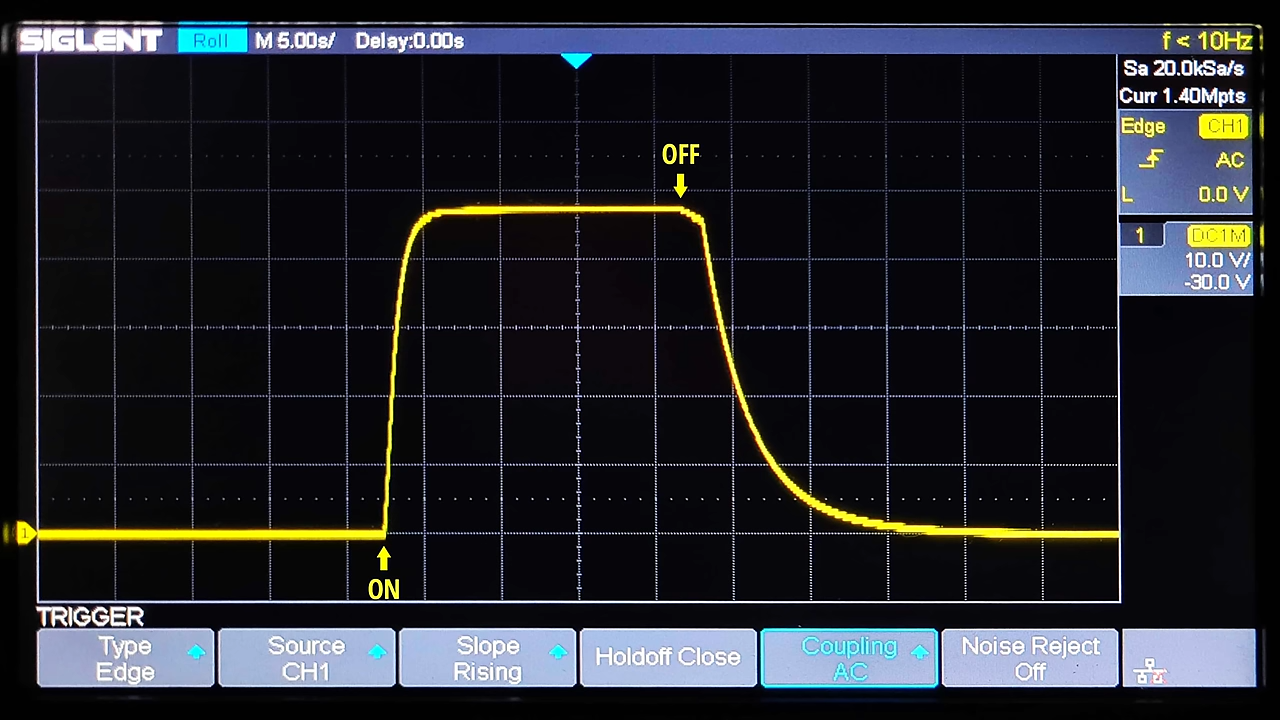 SIGLENT Roll M 5.00s/ Delay:0.00s f < 10Hz
Sa 20.0kSa/s
Curr 1.40Mpts
Edge CH1
AC
L 0.0 V
1 DC1M
10.0 V/
-30.0 V
OFF
1
ON
TRIGGER
Type
Edge
Source
CH1
Slope
Rising
Holdoff Close
Coupling
AC
Noise Reject
Off